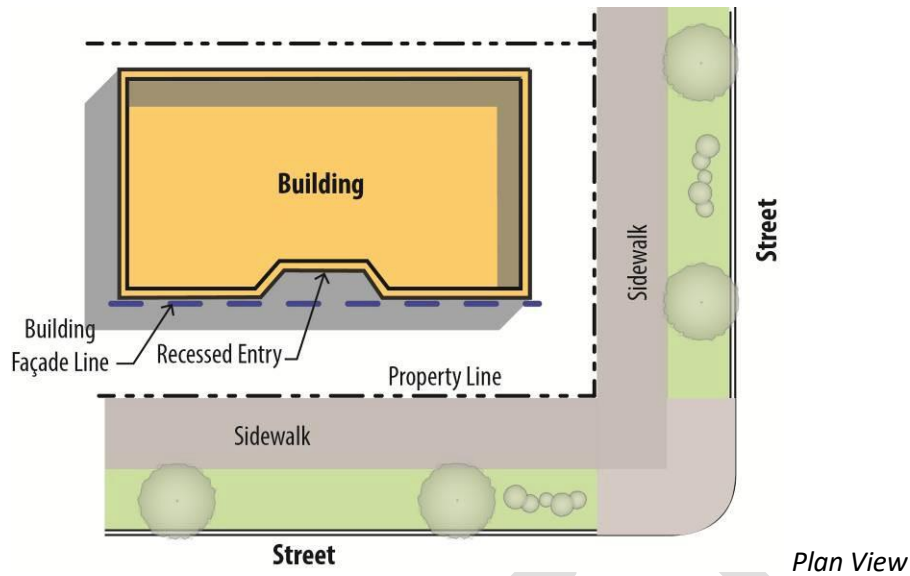 Building
Sidewalk
Street
Building
Façade Line
Recessed Entry
Property Line
Sidewalk
Street
Plan View